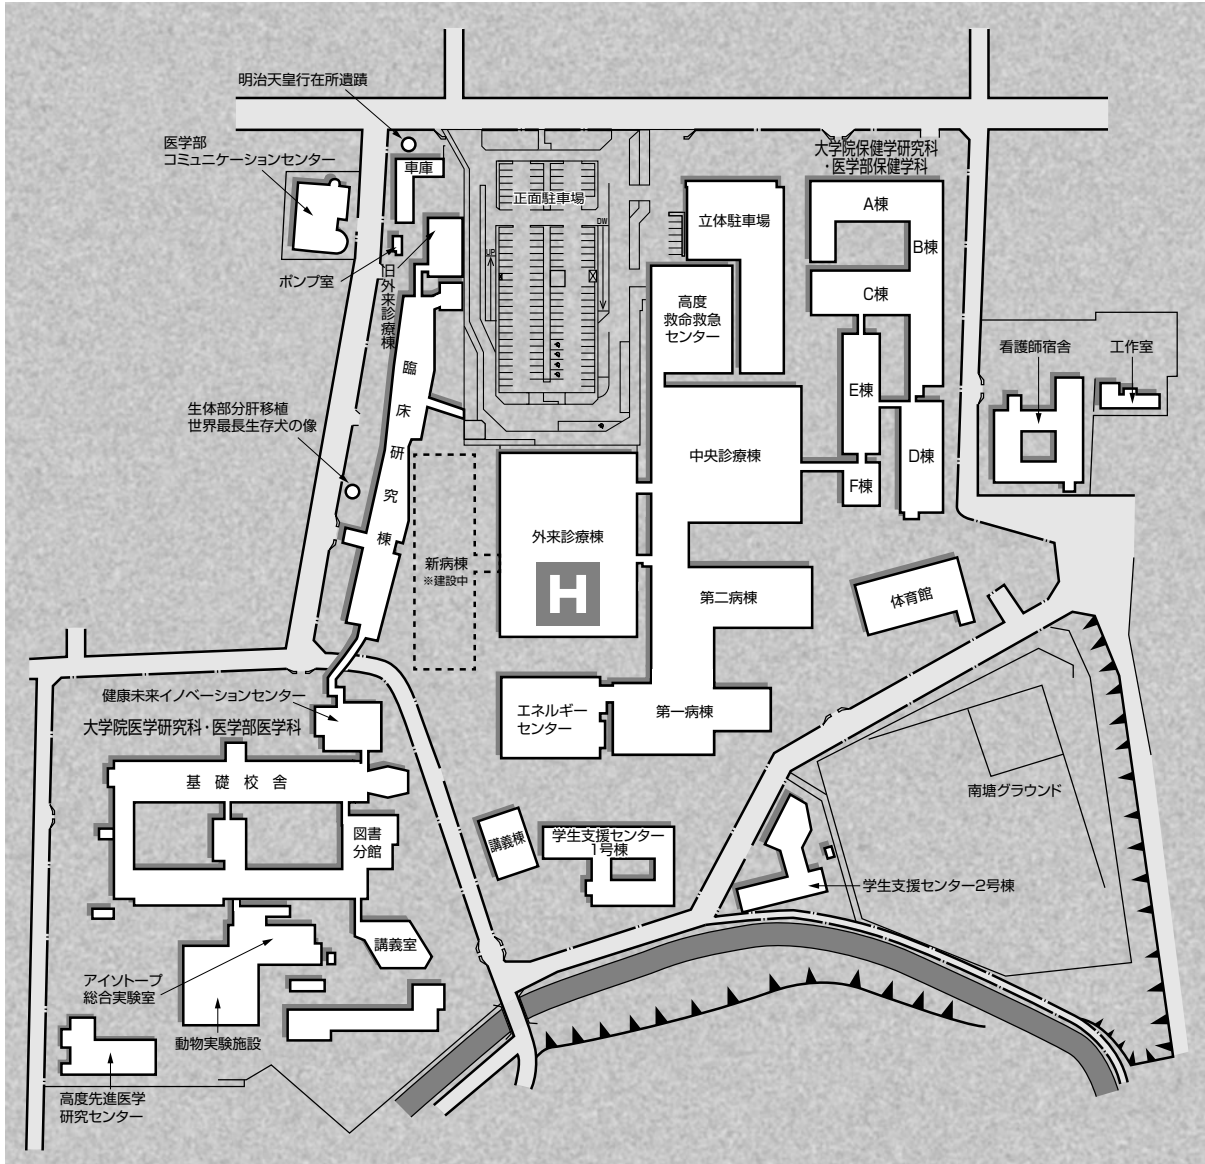 明治天皇行在所遺蹟
医学部
コミュニケーションセンター
車庫
正面駐車場
大学院保健学研究科
・医学部保健学科
立体駐車場
A棟
B棟
C棟
DW
UP
ポンプ室
旧外来診療棟
高度
救命救急
センター
看護師宿舎
工作室
臨床研究棟
E棟
生体部分肝移植
世界最長生存犬の像
中央診療棟
D棟
F棟
外来診療棟
H
新病棟
※建設中
第二病棟
体育館
健康未来イノベーションセンター
大学院医学研究科・医学部医学科
エネルギー
センター
第一病棟
基礎校舎
南塘グラウンド
図書
分館
講義棟
学生支援センター
1号棟
学生支援センター2号棟
講義室
アイソトープ
総合実験室
動物実験施設
高度先進医学
研究センター